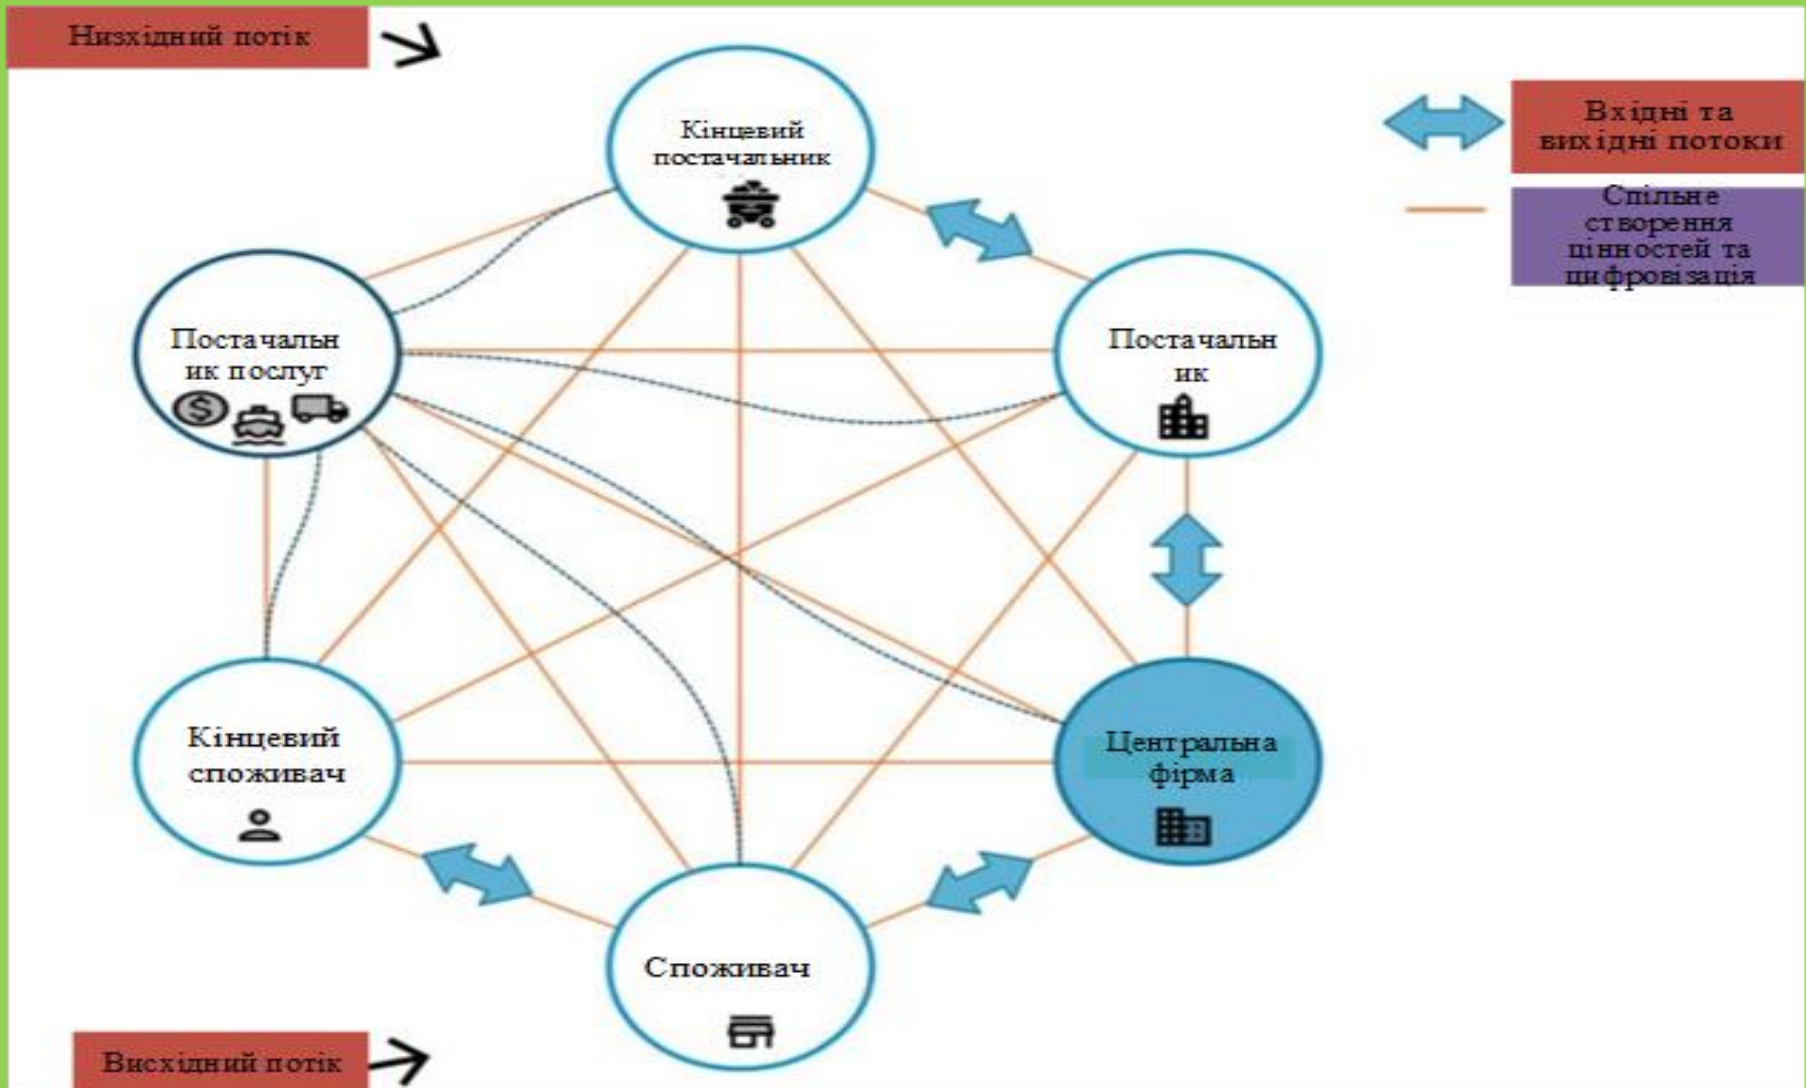 Низхідний потік
Кінцевий
постачальник
Вхідні та
вихідні потоки
Спільне
створення
цінностей та
цифровізація
Постачальн
ик послуг
$
Постачальн
ик
Кінцевий
споживач
Центральна
фірма
Споживач
Висхідний потік